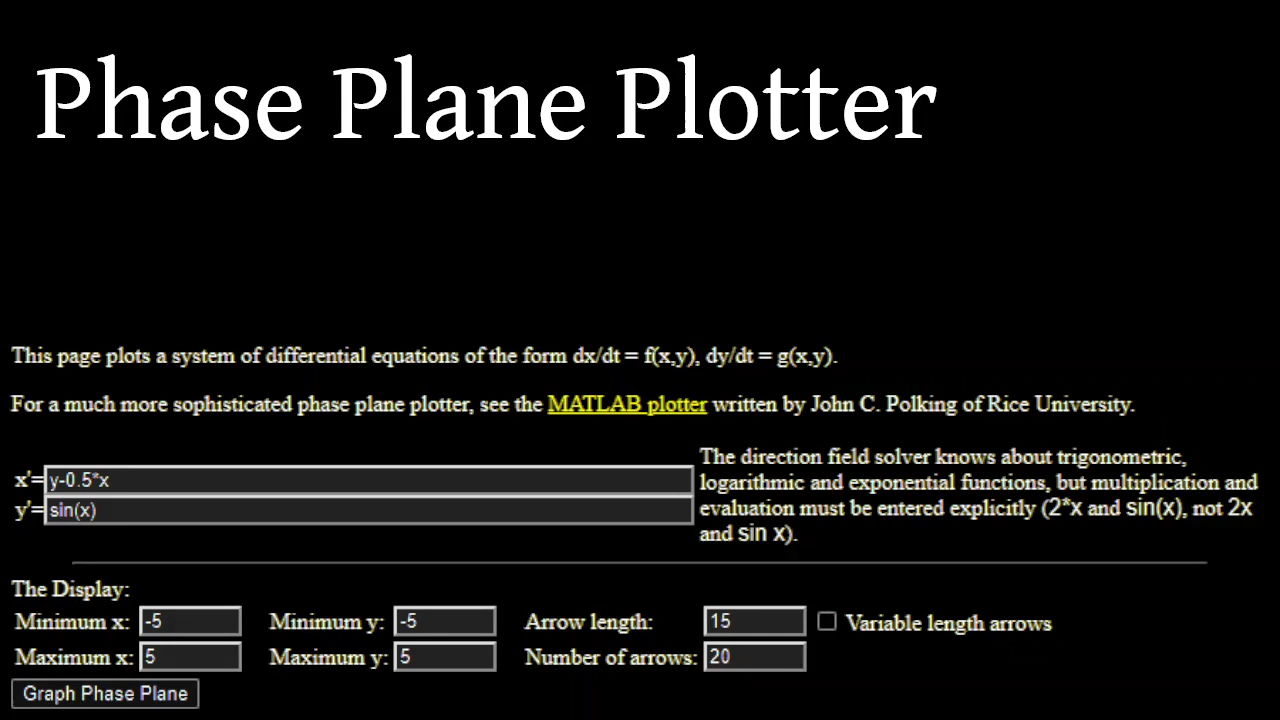 Phase Plane Plotter
This page plots a system of differential equations of the form dx/dt = f(x,y), dy/dt = g(x,y).
For a much more sophisticated phase plane plotter, see the MATLAB plotter written by John C. Polking of Rice University.
x'= y-0.5*x
y'= sin(x)
The direction field solver knows about trigonometric,
logarithmic and exponential functions, but multiplication and
evaluation must be entered explicitly (2*x and sin(x), not 2x
and sin x).
The Display:
Minimum x: -5 Minimum y: -5 Arrow length: 15 Variable length arrows
Maximum x: 5 Maximum y: 5 Number of arrows: 20
Graph Phase Plane